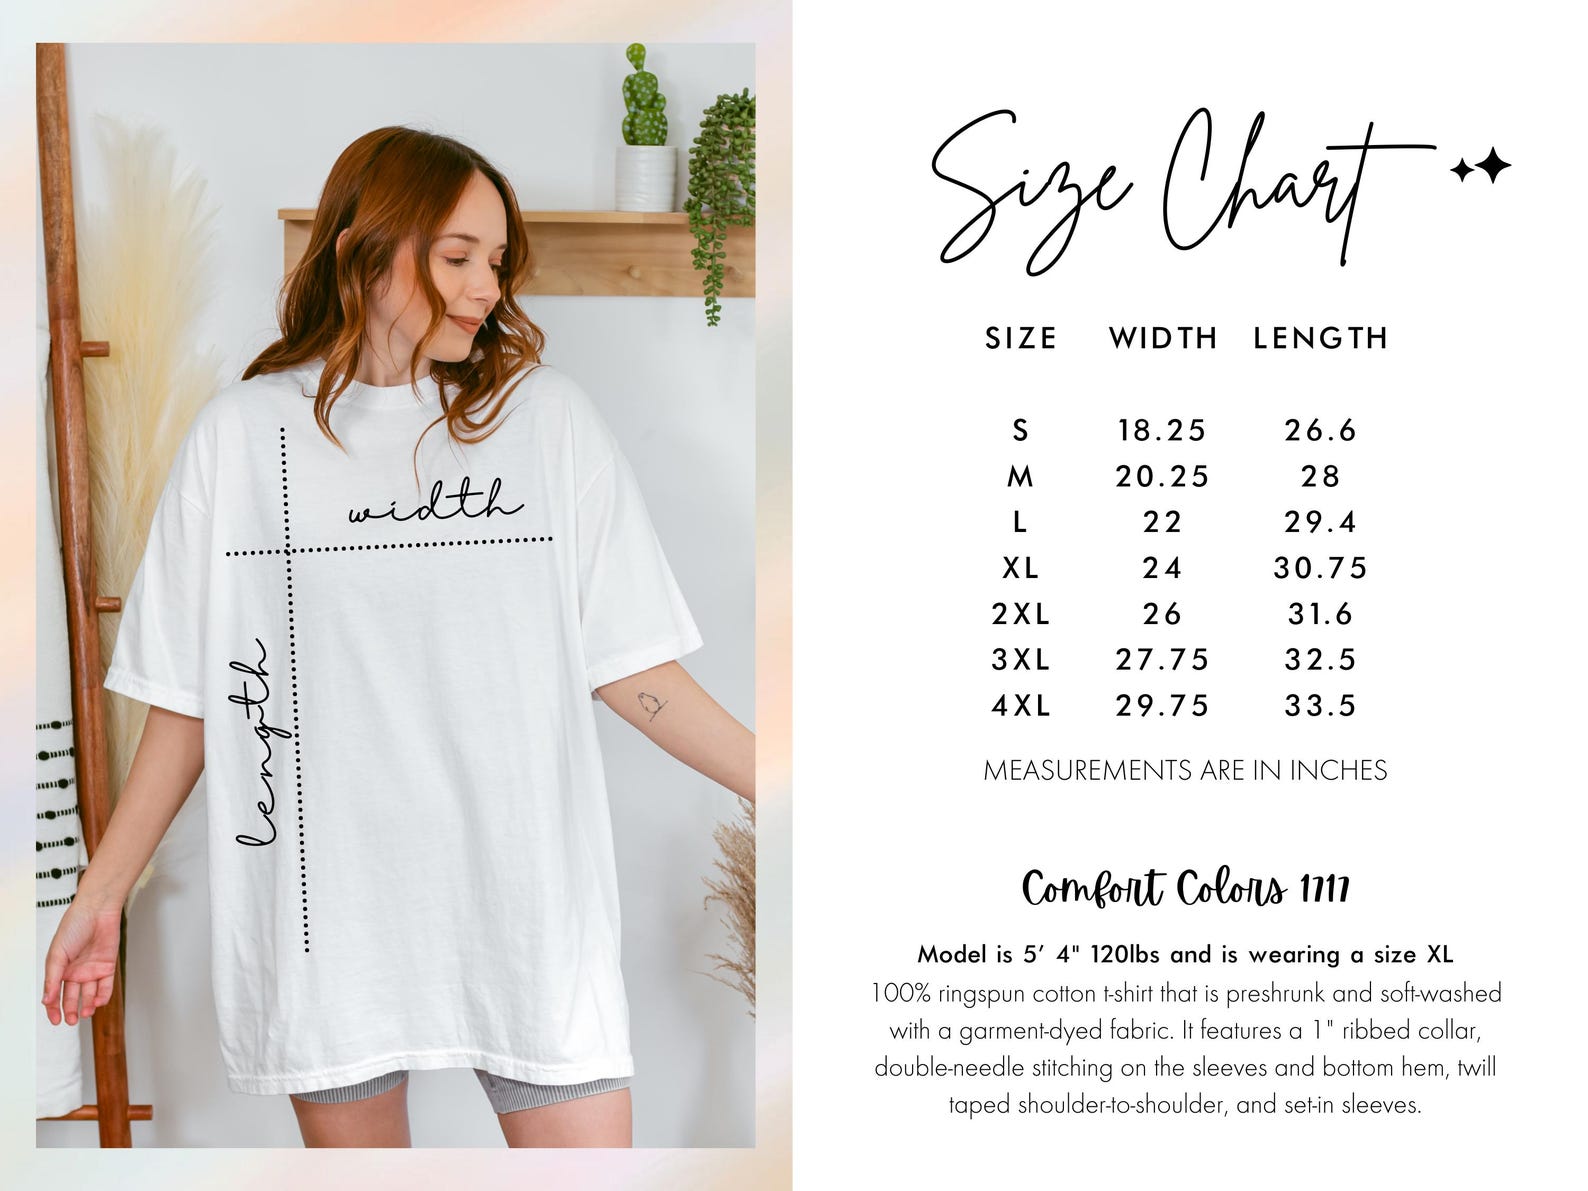 width
length
Size Chart
SIZE WIDTH LENGTH
S 18.25 26.6
M 20.25 28
L 22 29.4
XL 24 30.75
2XL 26 31.6
3XL 27.75 32.5
4XL 29.75 33.5
MEASUREMENTS ARE IN INCHES
Comfort Colors 1717
Model is 5’ 4" 120lbs and is wearing a size XL
100% ringspun cotton t-shirt that is preshrunk and soft-washed
with a garment-dyed fabric. It features a 1" ribbed collar,
double-needle stitching on the sleeves and bottom hem, twill
taped shoulder-to-shoulder, and set-in sleeves.